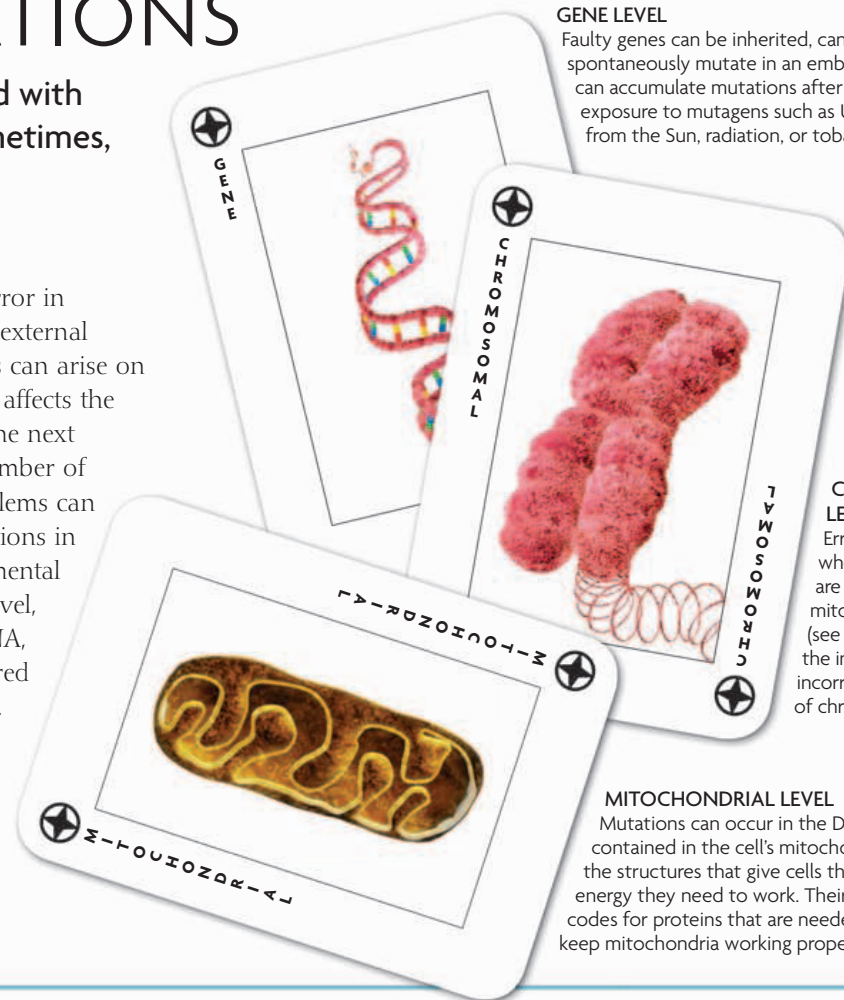 ATIONS
d with
netimes,
ror in
external
s can arise on
affects the
ne next
mber of
lems can
tions in
mental
vel,
IA,
red
GENE LEVEL
Faulty genes can be inherited, can
spontaneously mutate in an emb
can accumulate mutations after
exposure to mutagens such as U
from the Sun, radiation, or toba
GENE
CHROMOSOMAL
CHROMOSOMAL
C
LE
Err
wh
are
mito
(see
the in
incorr
of chr
MITOCHONDRIAL
MITOCHONDRIAL
MITOCHONDRIAL LEVEL
Mutations can occur in the D
contained in the cell's mitocho
the structures that give cells th
energy they need to work. Their
codes for proteins that are neede
keep mitochondria working prope